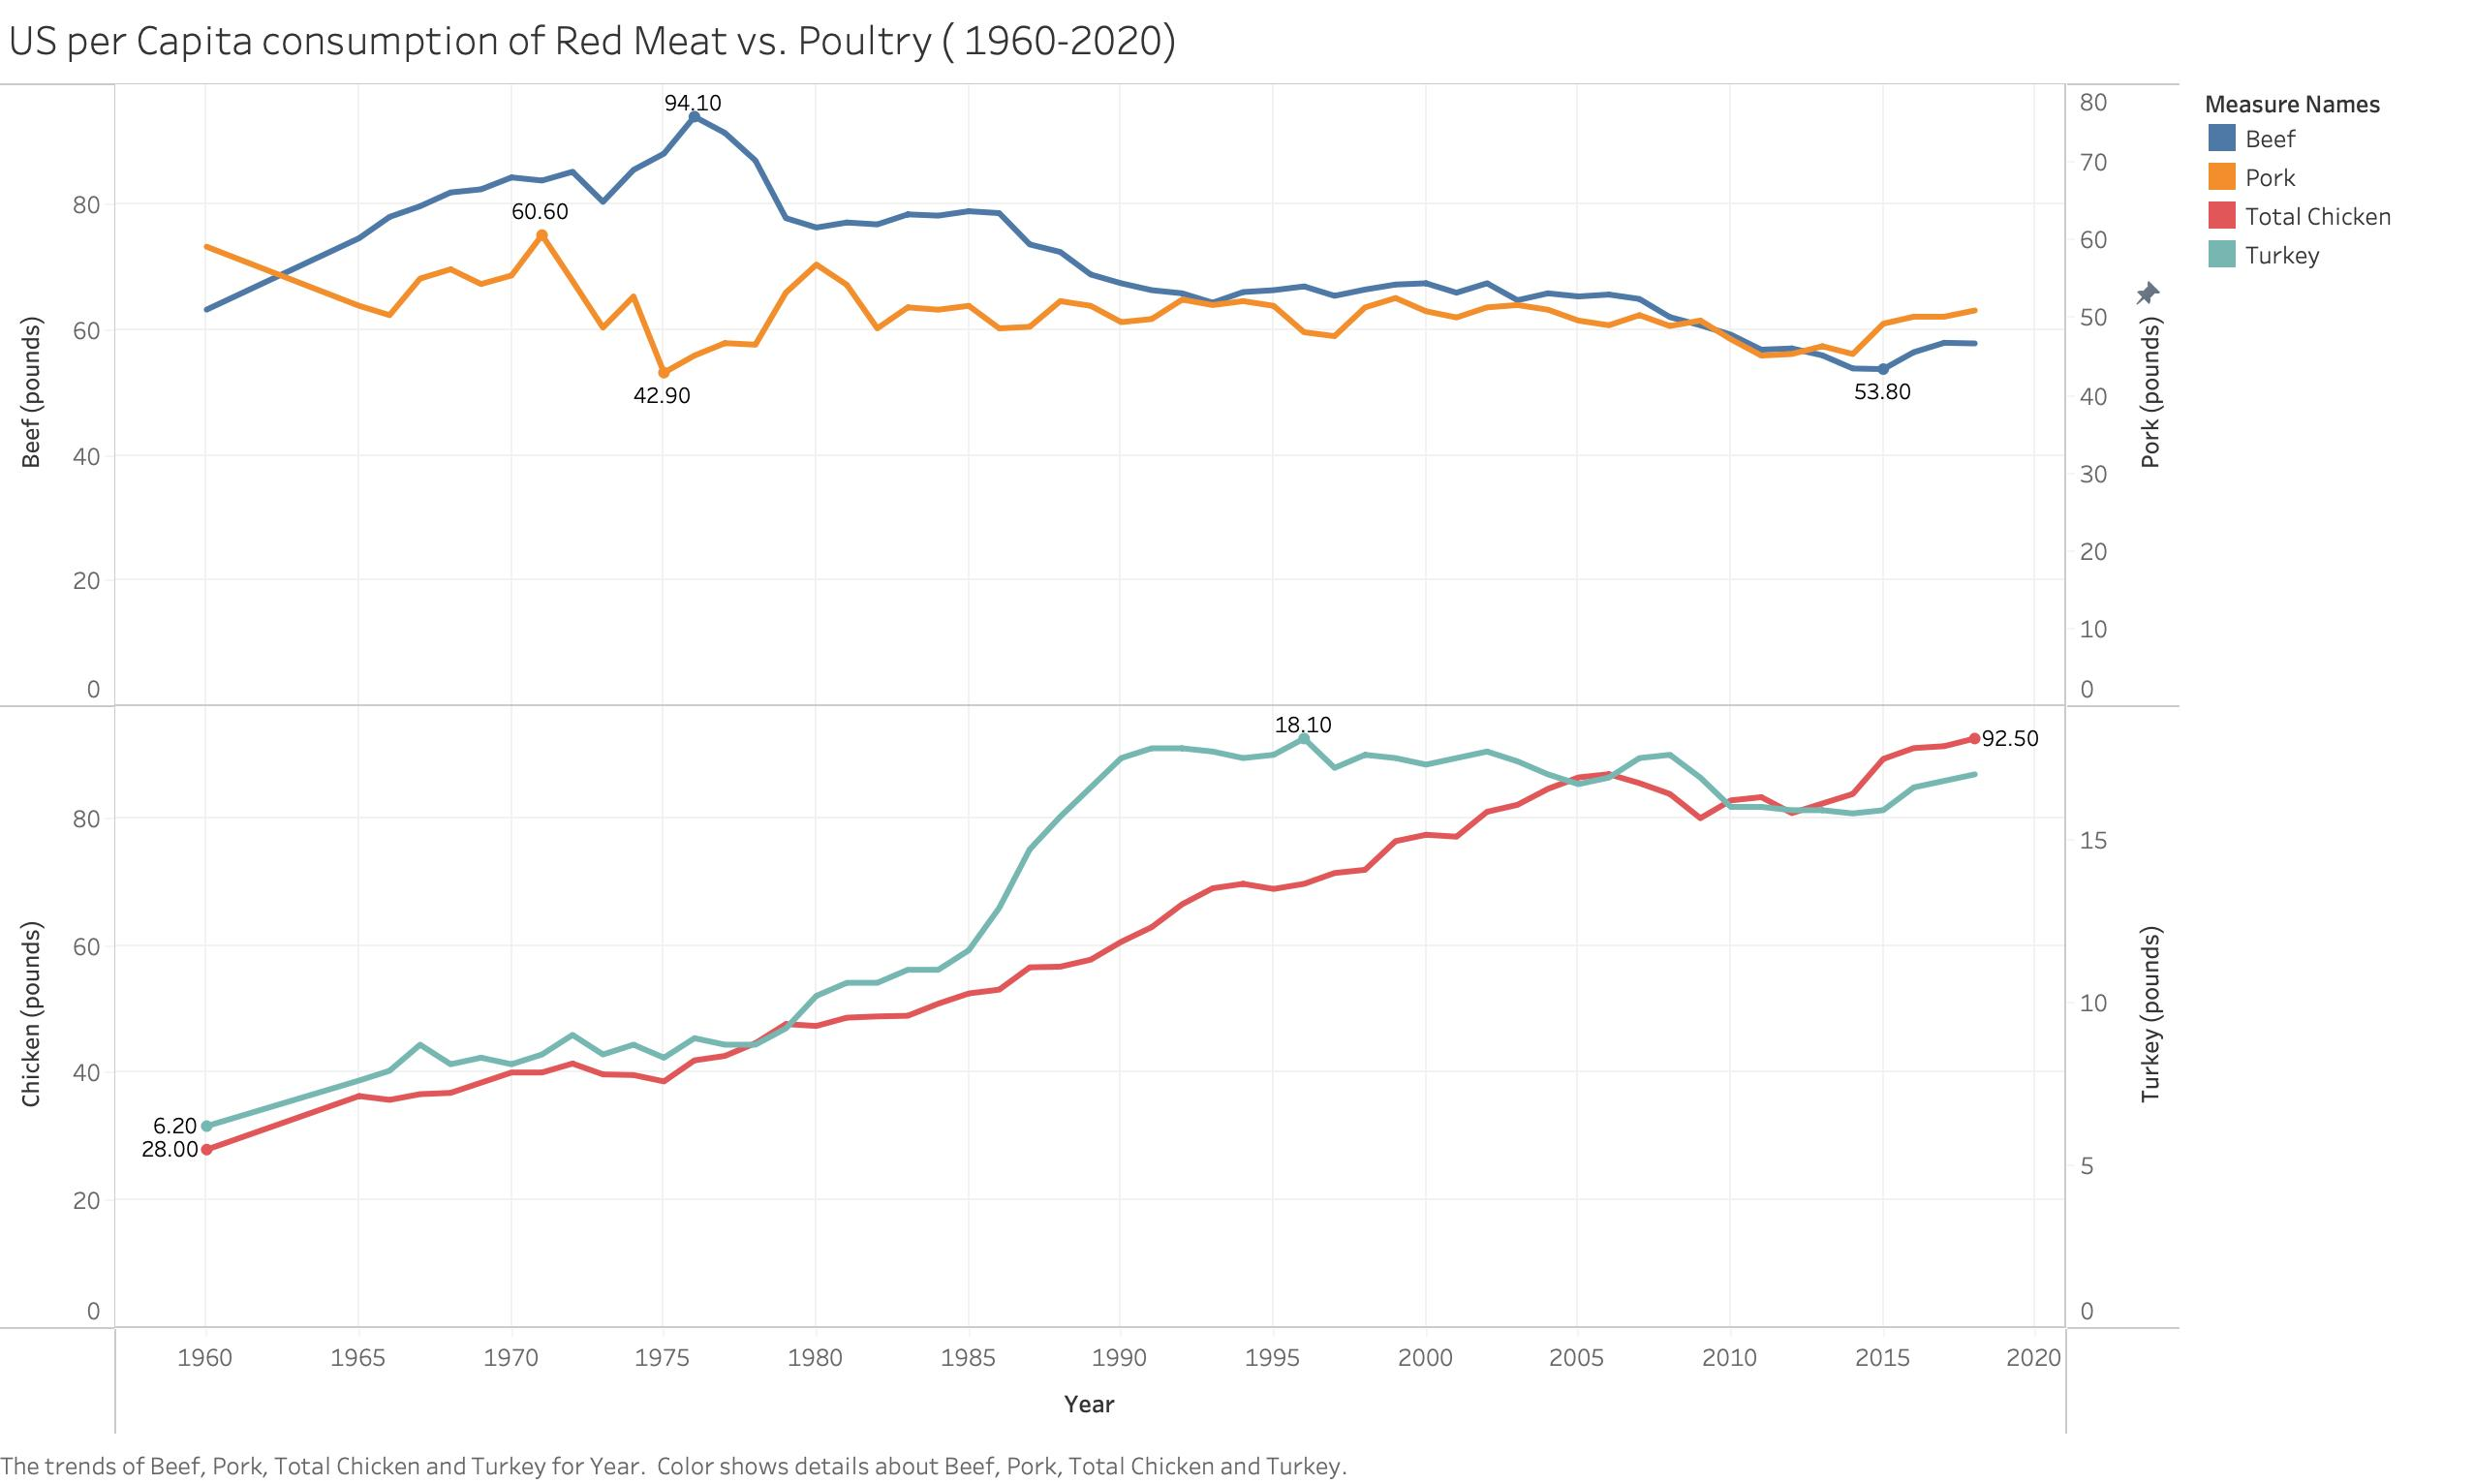 US per Capita consumption of Red Meat vs. Poultry ( 1960-2020)
Measure Names
Beef
Pork
Total Chicken
Turkey
Beef (pounds)
80
60
40
20
0
94.10
60.60
42.90
53.80
80
70
60
50
40
30
20
10
0
Pork (pounds)
Chicken (pounds)
80
60
40
20
0
6.20
28.00
18.10
92.50
15
10
5
0
Turkey (pounds)
1960 1965 1970 1975 1980 1985 1990 1995 2000 2005 2010 2015 2020
Year
The trends of Beef, Pork, Total Chicken and Turkey for Year.  Color shows details about Beef, Pork, Total Chicken and Turkey.